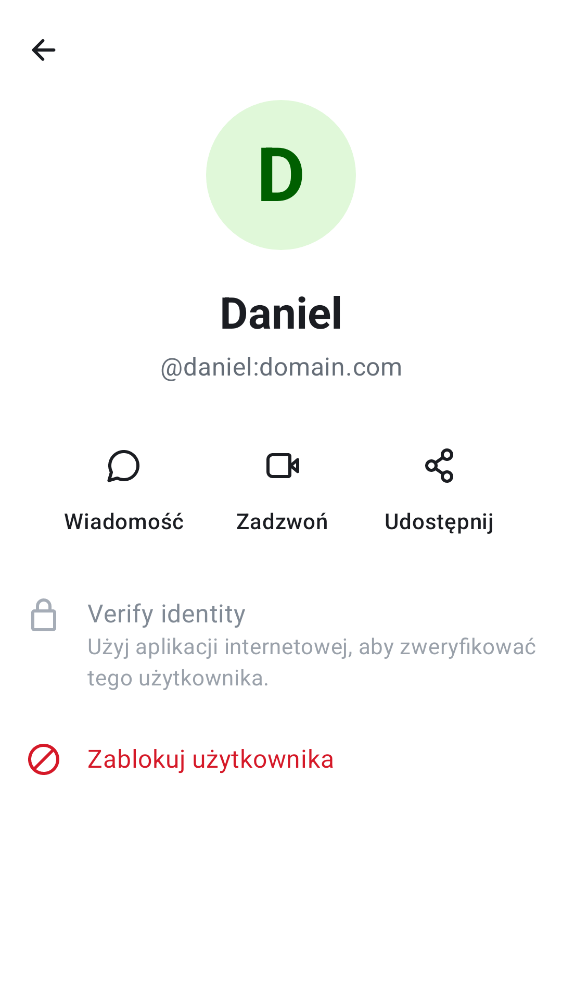 D
Daniel
@daniel:domain.com
Wiadomość
Zadzwoń
Udostępnij
Verify identity
Użyj aplikacji internetowej, aby zweryfikować
tego użytkownika.
Zablokuj użytkownika